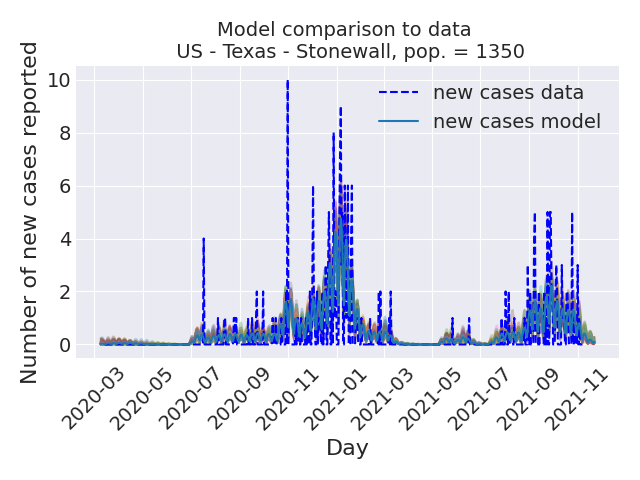 Model comparison to data
US - Texas - Stonewall, pop. = 1350
Number of new cases reported
10
8
6
4
2
0
new cases data
new cases model
2020-03
2020-05
2020-07
2020-09
2020-11
2021-01
2021-03
2021-05
2021-07
2021-09
2021-11
Day